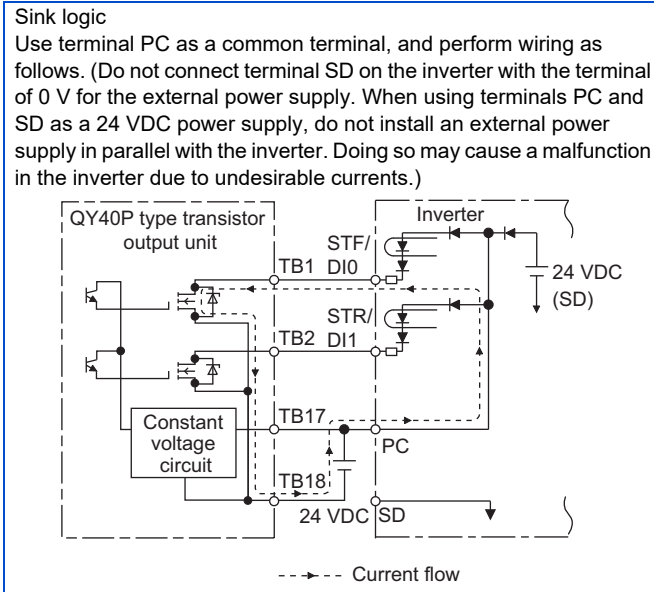 Sink logic
Use terminal PC as a common terminal, and perform wiring as
follows. (Do not connect terminal SD on the inverter with the terminal
of 0 V for the external power supply. When using terminals PC and
SD as a 24 VDC power supply, do not install an external power
supply in parallel with the inverter. Doing so may cause a malfunction
in the inverter due to undesirable currents.)
QY40P type transistor
output unit
Inverter
STF/
TB1 DI0
24 VDC
(SD)
STR/
TB2 DI1
Constant
voltage
circuit
TB17
PC
TB18
24 VDC
SD
Current flow